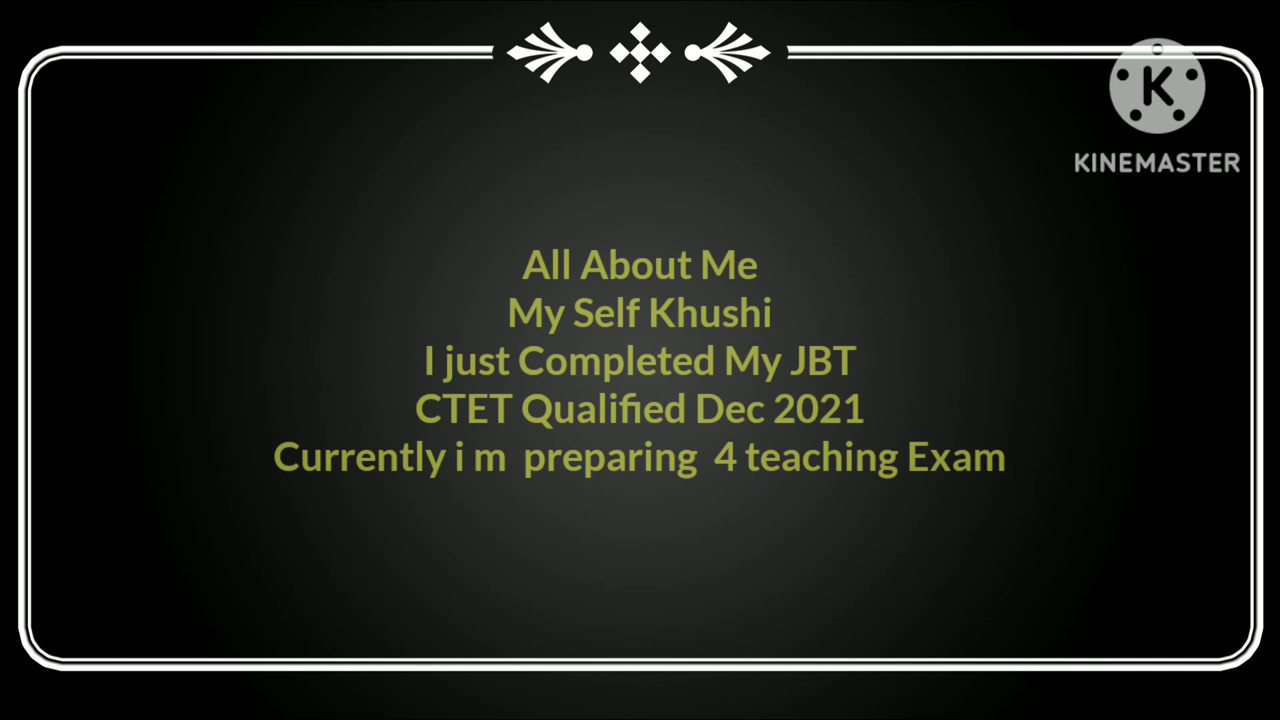 K
KINEMASTER
All About Me
My Self Khushi
I just Completed My JBT
CTET Qualified Dec 2021
Currently i m  preparing  4 teaching Exam